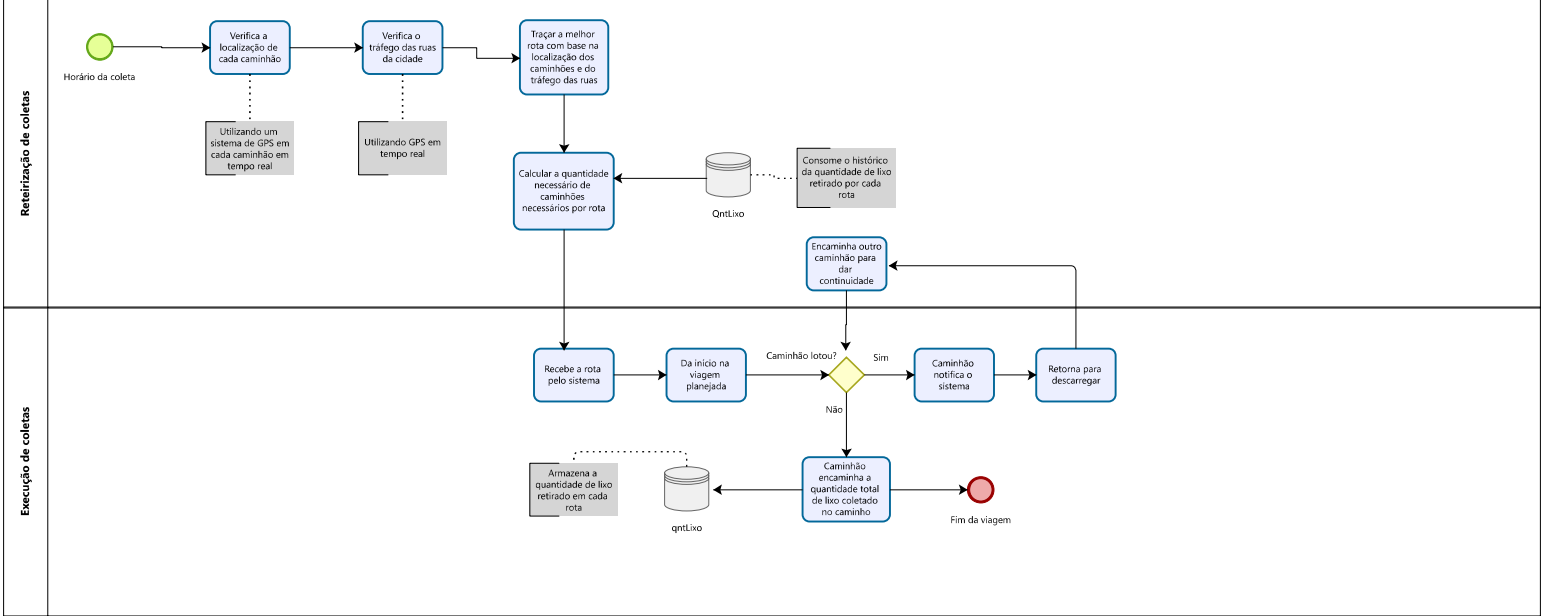 Reteirização de coletas
Horário da coleta
Verifica a
localização de
cada caminhão
Verifica o
tráfego das ruas
da cidade
Traçar a melhor
rota com base na
localização dos
caminhões e do
tráfego das ruas
Utilizando um
sistema de GPS em
cada caminhão em
tempo real
Utilizando GPS em
tempo real
Calcular a quantidade
necessário de
caminhões
necessários por rota
QntLixo
Consome o histórico
da quantidade de lixo
retirado por cada
rota
Encaminha outro
caminhão para
dar
continuidade
Execução de coletas
Recebe a rota
pelo sistema
Da inicio na
viagem
planejada
Caminhão lotou?
Sim
Caminhão
notifica o
sistema
Retorna para
descarregar
Não
Armazena a
quantidade de lixo
retirado em cada
rota
qntLixo
Caminhão
encaminha a
quantidade total
de lixo coletado
no caminho
Fim da viagem